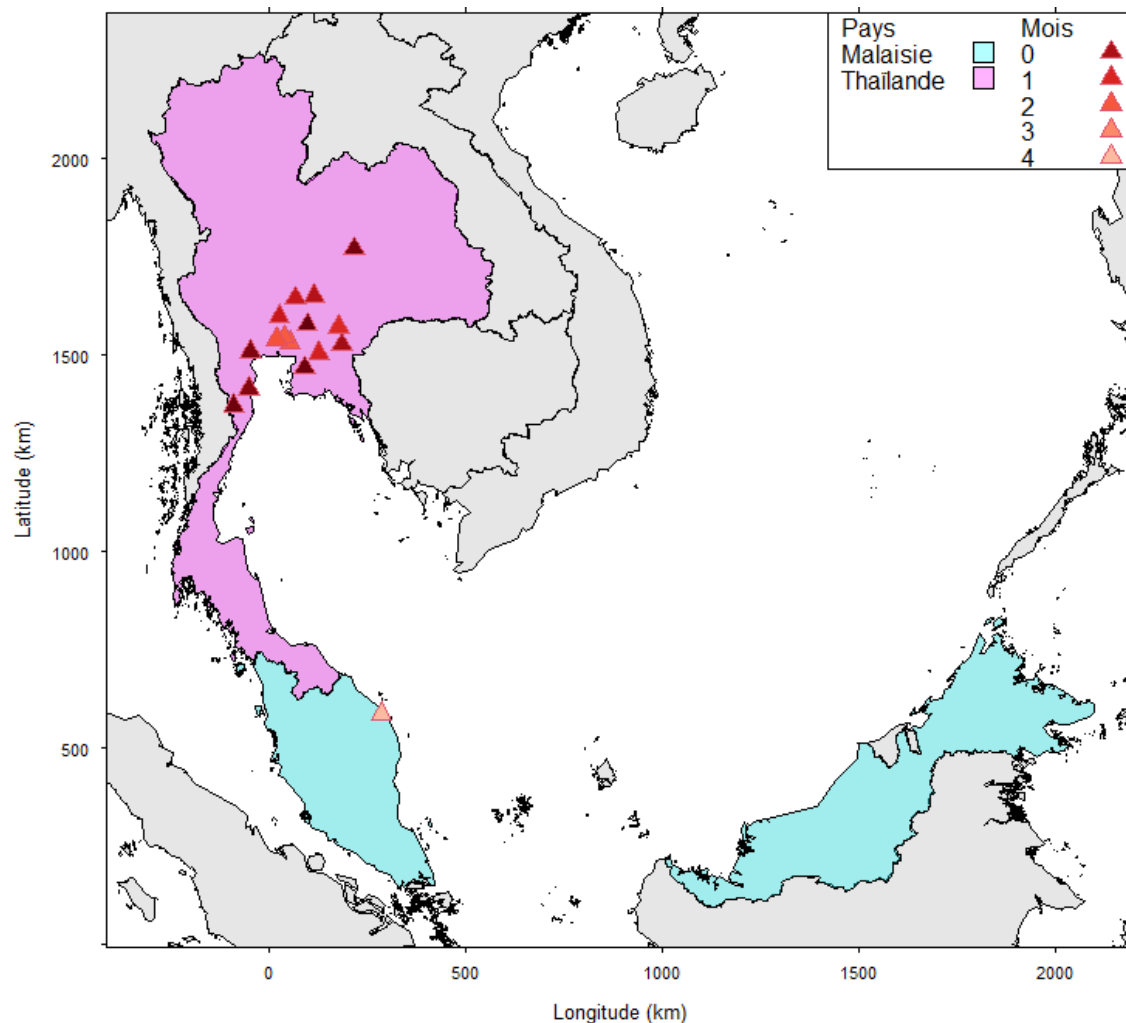 Pays Mois
Malaisie 0
Thaïlande 1
2
3
4
2000
1500
1000
500
Latitude (km)
0 500 1000 1500 2000
Longitude (km)